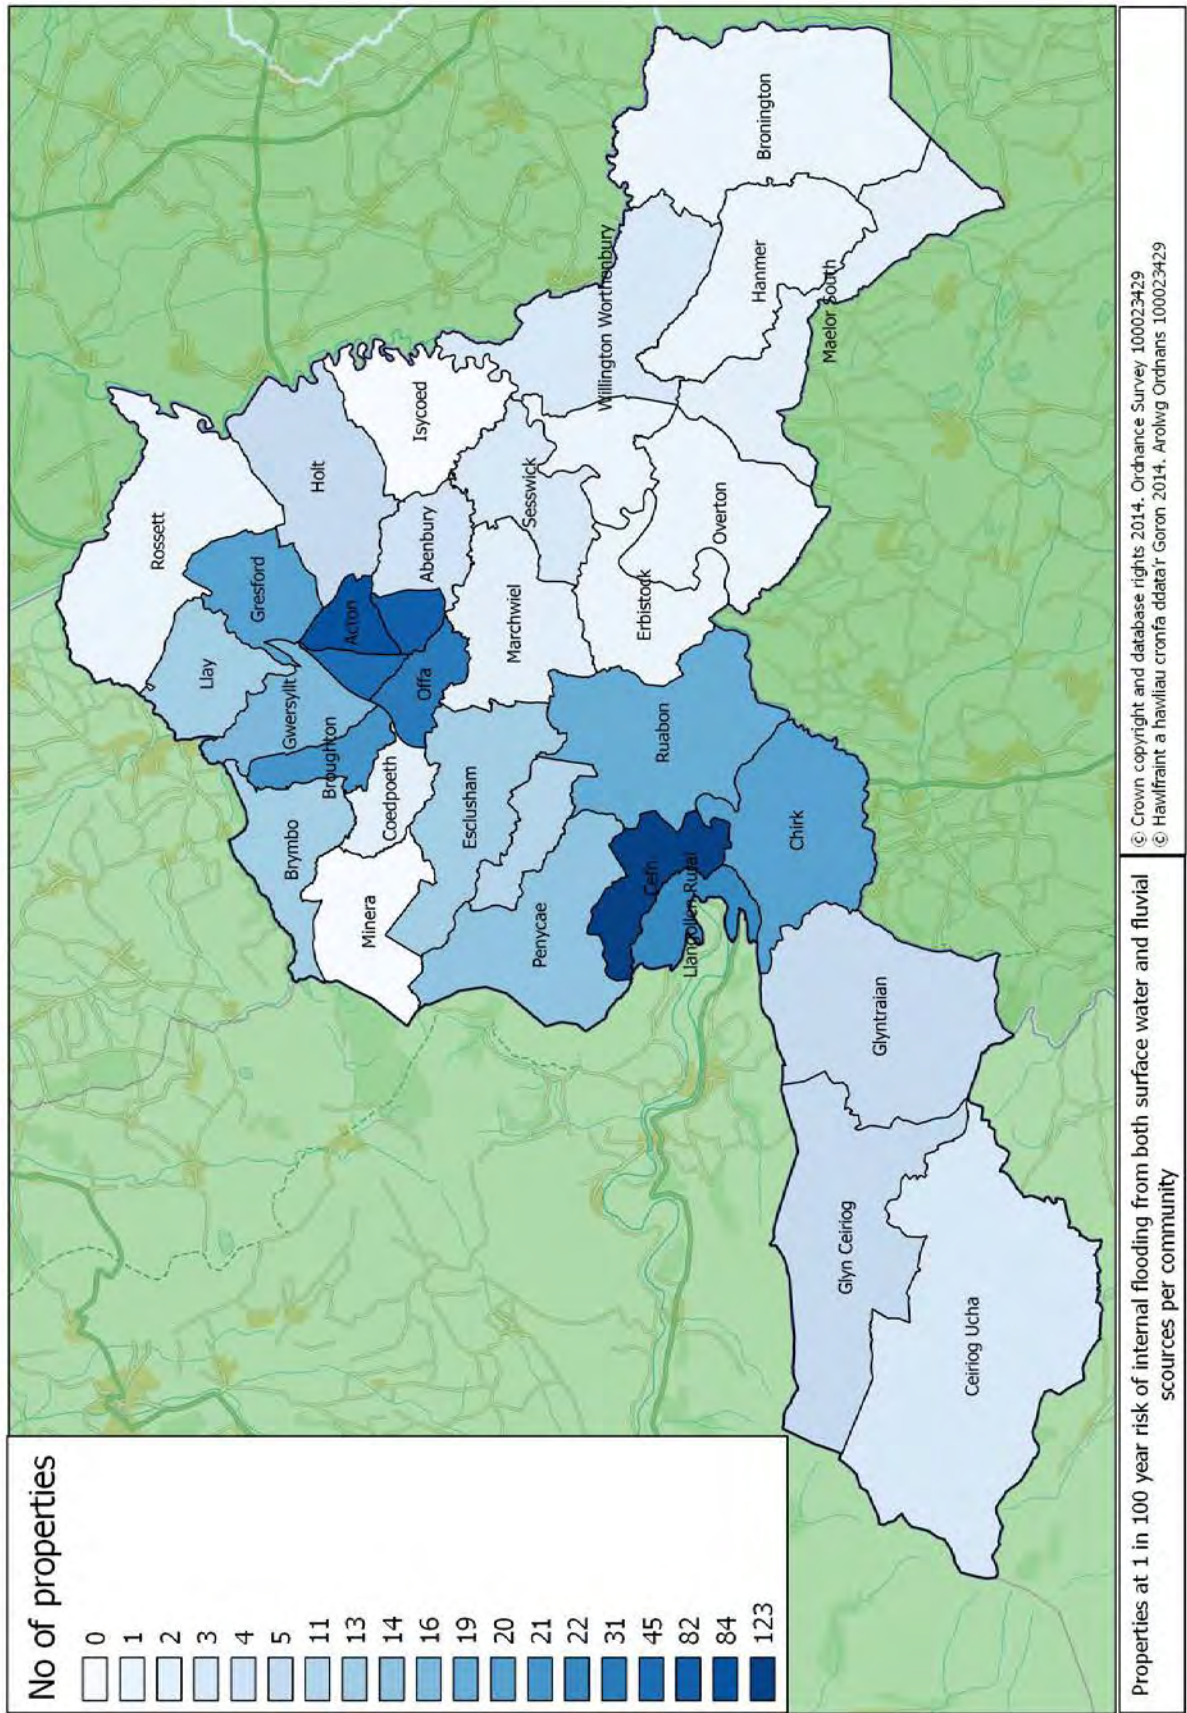 No of properties
0
1
2
3
4
5
11
13
14
16
19
20
21
22
31
45
82
84
123
Rossett
Gresford
Llay
Holt
Isycoed
Acton
Abenbury
Gwersyllt
Offa
Broughton
Brymbo
Coedpoeth
Minera
Esclusham
Marchwiel
Sesswick
Willington Worthenbury
Bronington
Hanmer
Maelor South
Overton
Erbistock
Ruabon
Penycae
Cefn
Llangollen Rural
Chirk
Glyntraian
Glyn Ceiriog
Ceiriog Ucha
Properties at 1 in 100 year risk of internal flooding from both surface water and fluvial
scources per community
© Crown copyright and database rights 2014. Ordnance Survey 100023429
© Hawlfraint a hawliau cronfa ddata'r Goron 2014. Arolwg Ordnans 100023429